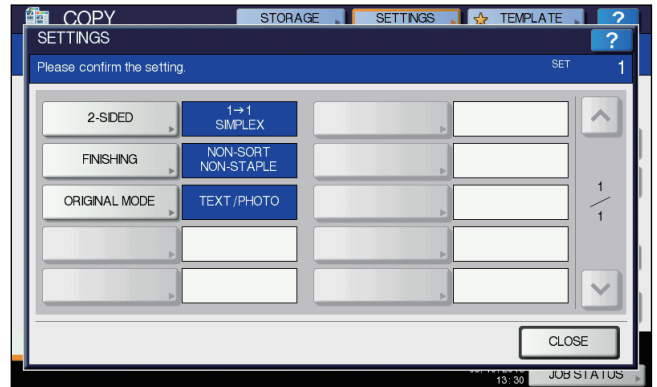 COPY
STORAGE
SETTINGS
TEMPLATE
?
SETTINGS
?
Please confirm the setting.
SET 1
2-SIDED
1→1
SIMPLEX
FINISHING
NON-SORT
NON-STAPLE
ORIGINAL MODE
TEXT/PHOTO
1
1
CLOSE
13:30
JOB STATUS